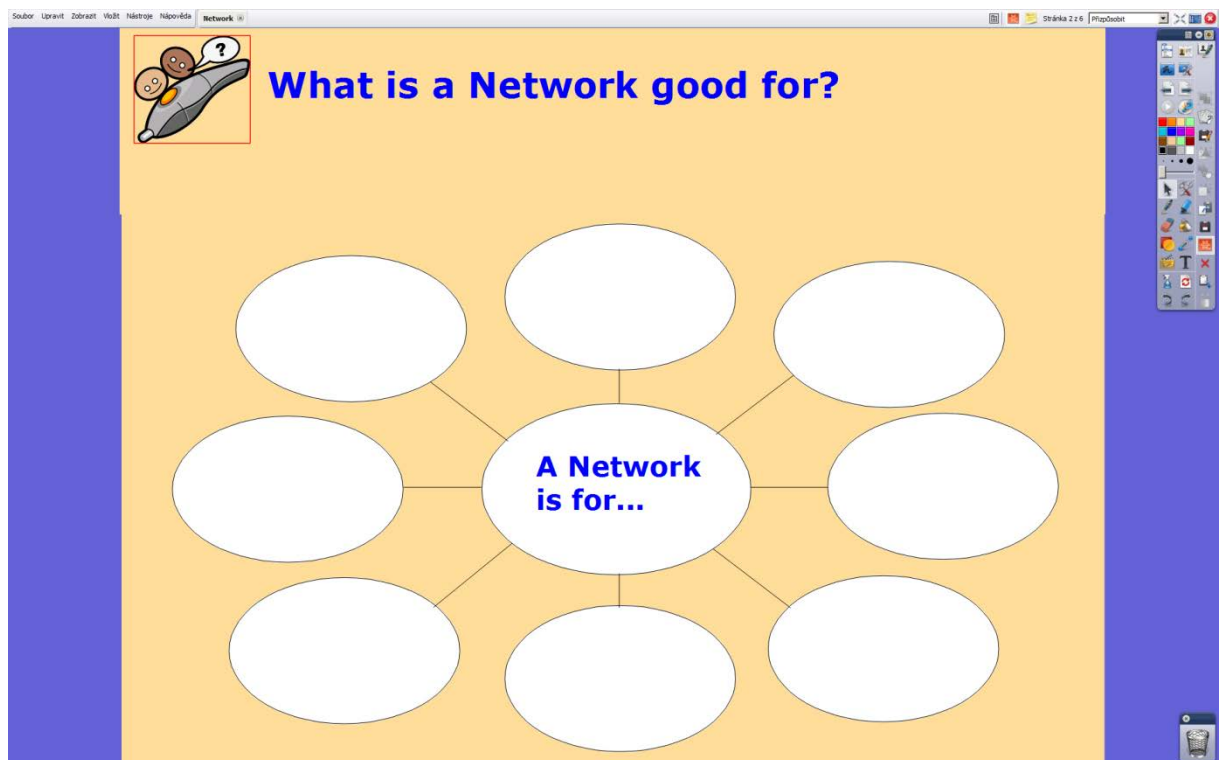 Soubor Upravit Zobrazit Vložit Nástroje Nápověda Network Stránka 2 z 6 Přizpůsobit
?
What is a Network good for?
A Network
is for...
T